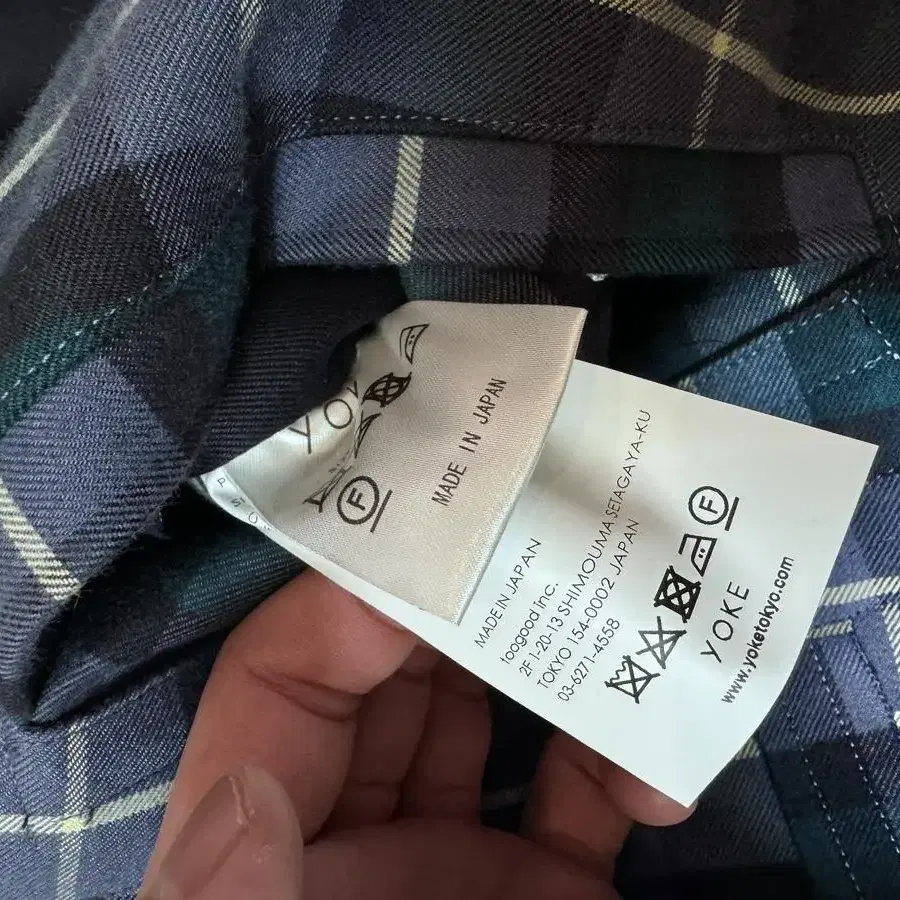 YO
F
MADE IN JAPAN
MADE IN JAPAN
toogood inc.
2F 1-20-13 SHIMOUMA SETAGAYA-KU
TOKYO 154-0002 JAPAN
03-6271-4558
F
YOKE
www.yoketokyo.com